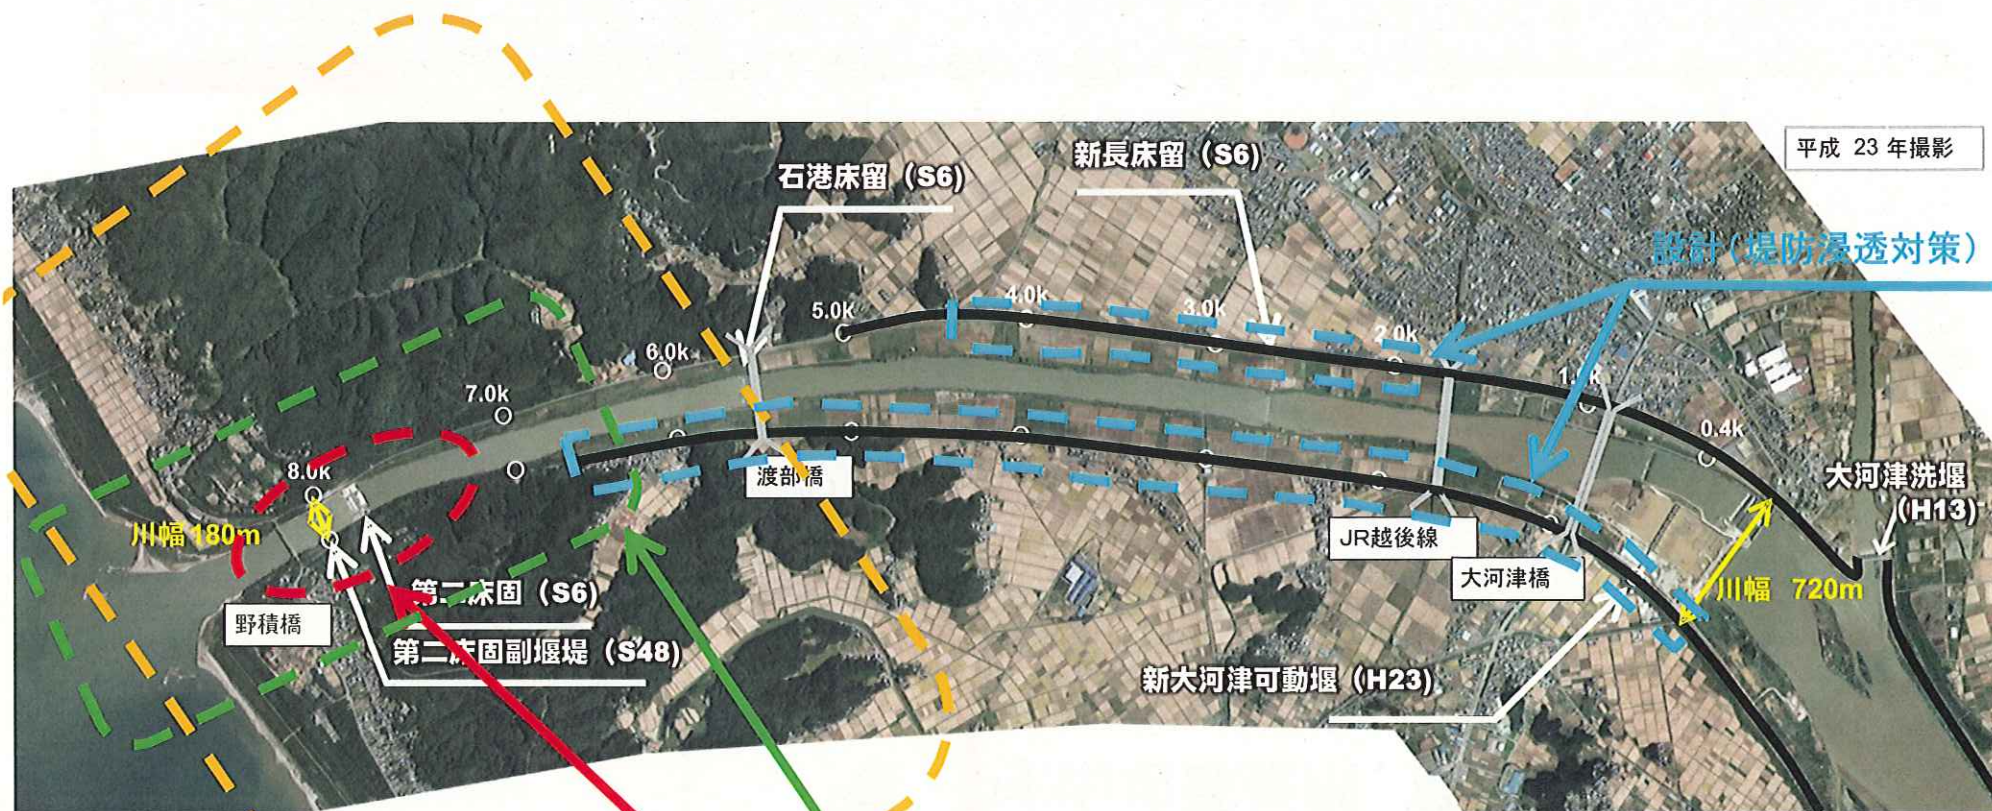 平成 23 年撮影
石港床留（S6）
新長床留（S6）
設計（堤防浸透対策）
5.0k
4.0k
3.0k
2.0k
6.0k
7.0k
0.4k
8.0k
大河津洗堰
（H13）
渡部橋
川幅 180m
JR越後線
大河津橋
川幅 720m
第二床固（S6）
野積橋
第二床固副堰堤（S48）
新大河津可動堰（H23）